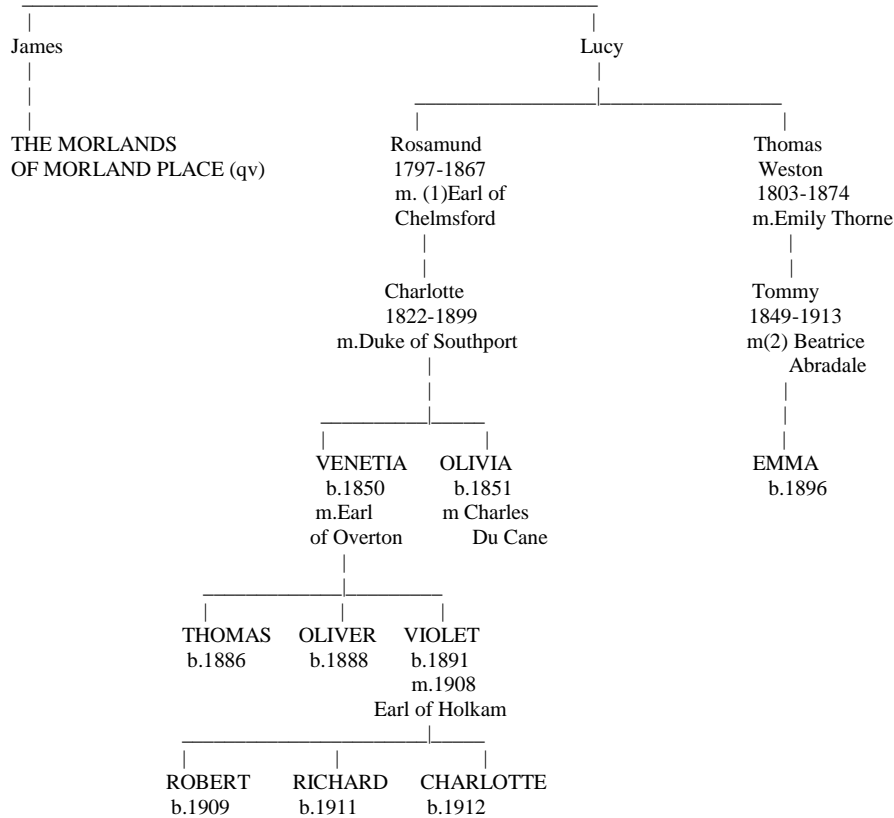 James Lucy
THE MORLANDS Rosamund Thomas
OF MORLAND PLACE (qv) 1797-1867 Weston
m. (1)Earl of 1803-1874
Chelmsford m.Emily Thorne
Charlotte Tommy
1822-1899 1849-1913
m.Duke of Southport m(2) Beatrice
Abradale
VENETIA OLIVIA EMMA
b.1850 b.1851 b.1896
m.Earl m Charles
of Overton Du Cane
THOMAS OLIVER VIOLET
b.1886 b.1888 b.1891
m.1908
Earl of Holkam
ROBERT RICHARD CHARLOTTE
b.1909 b.1911 b.1912